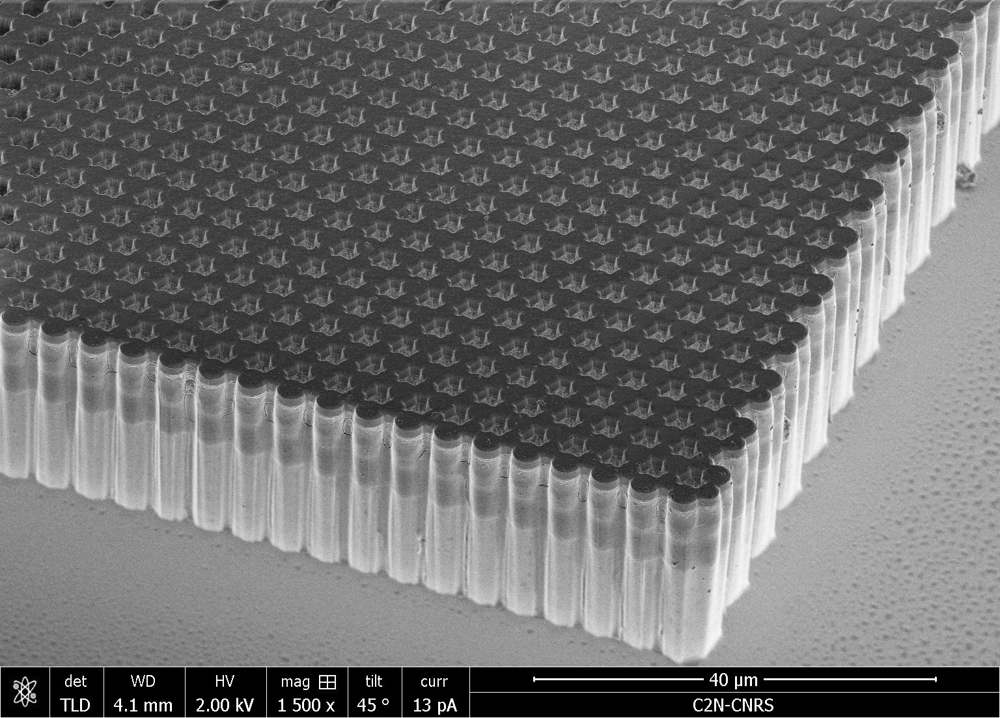 det WD HV mag tilt curr 40 µm
TLD 4.1 mm 2.00 kV 1 500 x 45 ° 13 pA C2N-CNRS